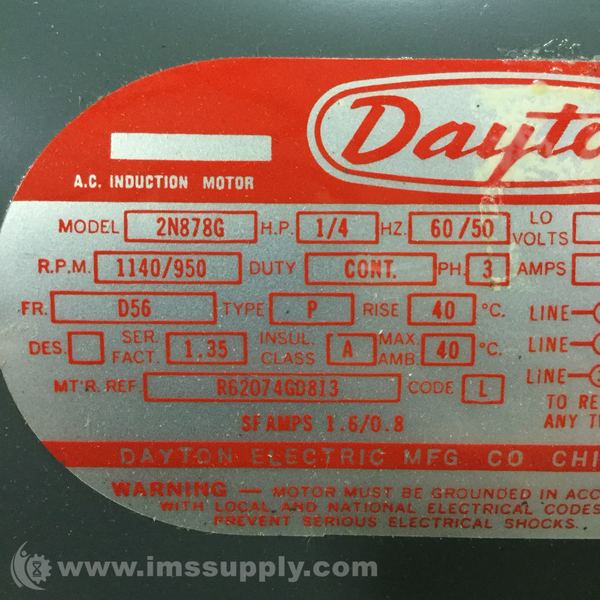 Dayto
A.C. INDUCTION MOTOR
MODEL 2N878G H.P. 1/4 HZ. 60/50 LO VOLTS
R.P.M. 1140/950 DUTY CONT. PH. 3 AMPS
FR. D56 TYPE P RISE 40 °C. LINE
DES. SER. FACT. 1.35 INSUL. CLASS A MAX. AMB. 40 °C. LINE
MT'R. REF R62074GD813 CODE L LINE
TO RE
SF AMPS 1.6/0.8 ANY T
DAYTON ELECTRIC MFG. CO. CHI
WARNING — MOTOR MUST BE GROUNDED IN ACC
WITH LOCAL AND NATIONAL ELECTRICAL CODES
PREVENT SERIOUS ELECTRICAL SHOCKS.
www.imssupply.com